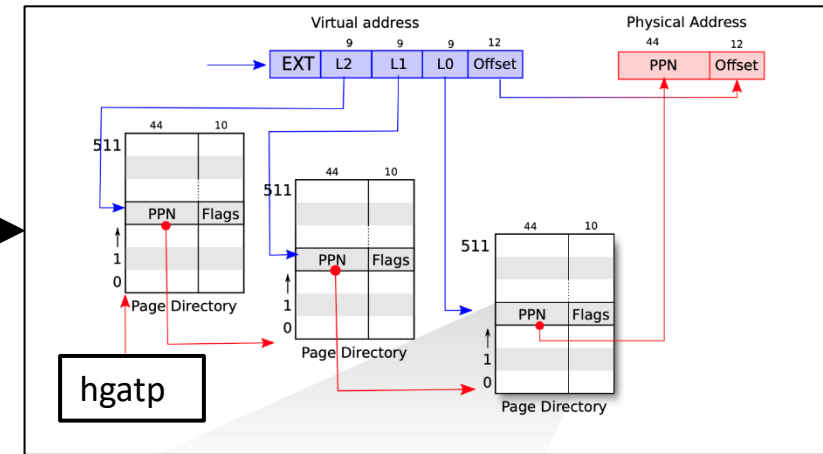 Virtual address
Physical Address
9 9 9 12
44 12
EXT L2 L1 L0 Offset
PPN Offset
44 10
511
PPN Flags
1
0
Page Directory
44 10
511
PPN Flags
1
0
Page Directory
44 10
511
PPN Flags
1
0
Page Directory
hgatp